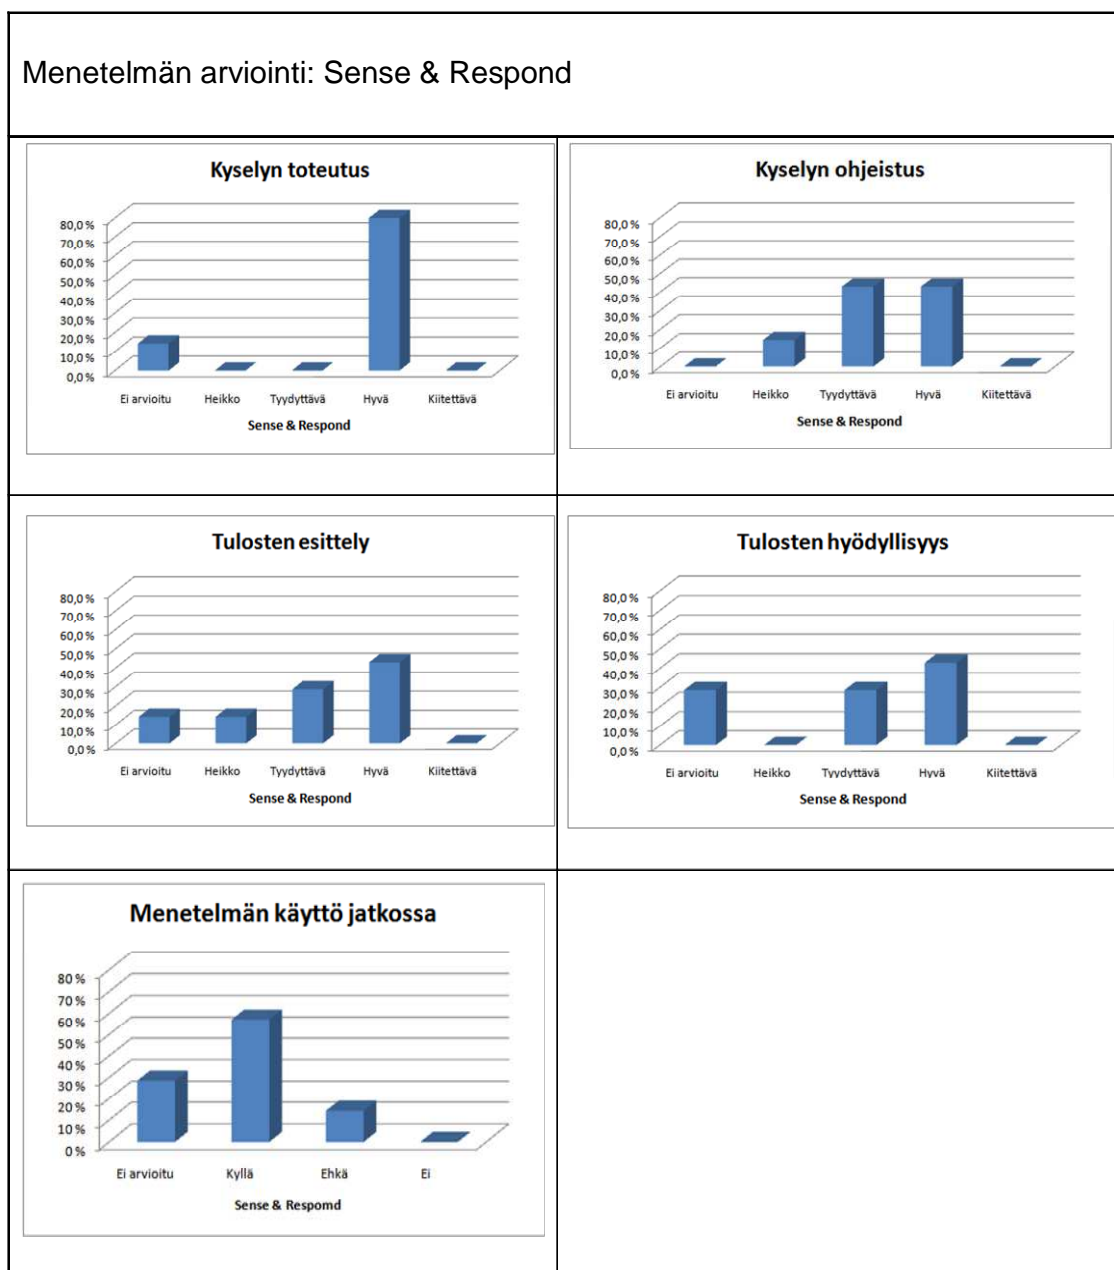 Menetelmän arviointi: Sense & Respond
Kyselyn toteutus
80,0 %
70,0 %
60,0 %
50,0 %
40,0 %
30,0 %
20,0 %
10,0 %
0,0 %
Ei arvioitu Heikko Tyydyttävä Hyvä Kiitettävä
Sense & Respond
Kyselyn ohjeistus
80,0 %
70,0 %
60,0 %
50,0 %
40,0 %
30,0 %
20,0 %
10,0 %
0,0 %
Ei arvioitu Heikko Tyydyttävä Hyvä Kiitettävä
Sense & Respond
Tulosten esittely
80,0 %
70,0 %
60,0 %
50,0 %
40,0 %
30,0 %
20,0 %
10,0 %
0,0 %
Ei arvioitu Heikko Tyydyttävä Hyvä Kiitettävä
Sense & Respond
Tulosten hyödyllisyys
80,0 %
70,0 %
60,0 %
50,0 %
40,0 %
30,0 %
20,0 %
10,0 %
0,0 %
Ei arvioitu Heikko Tyydyttävä Hyvä Kiitettävä
Sense & Respond
Menetelmän käyttö jatkossa
80 %
70 %
60 %
50 %
40 %
30 %
20 %
10 %
0 %
Ei arvioitu Kyllä Ehkä Ei
Sense & Respomd